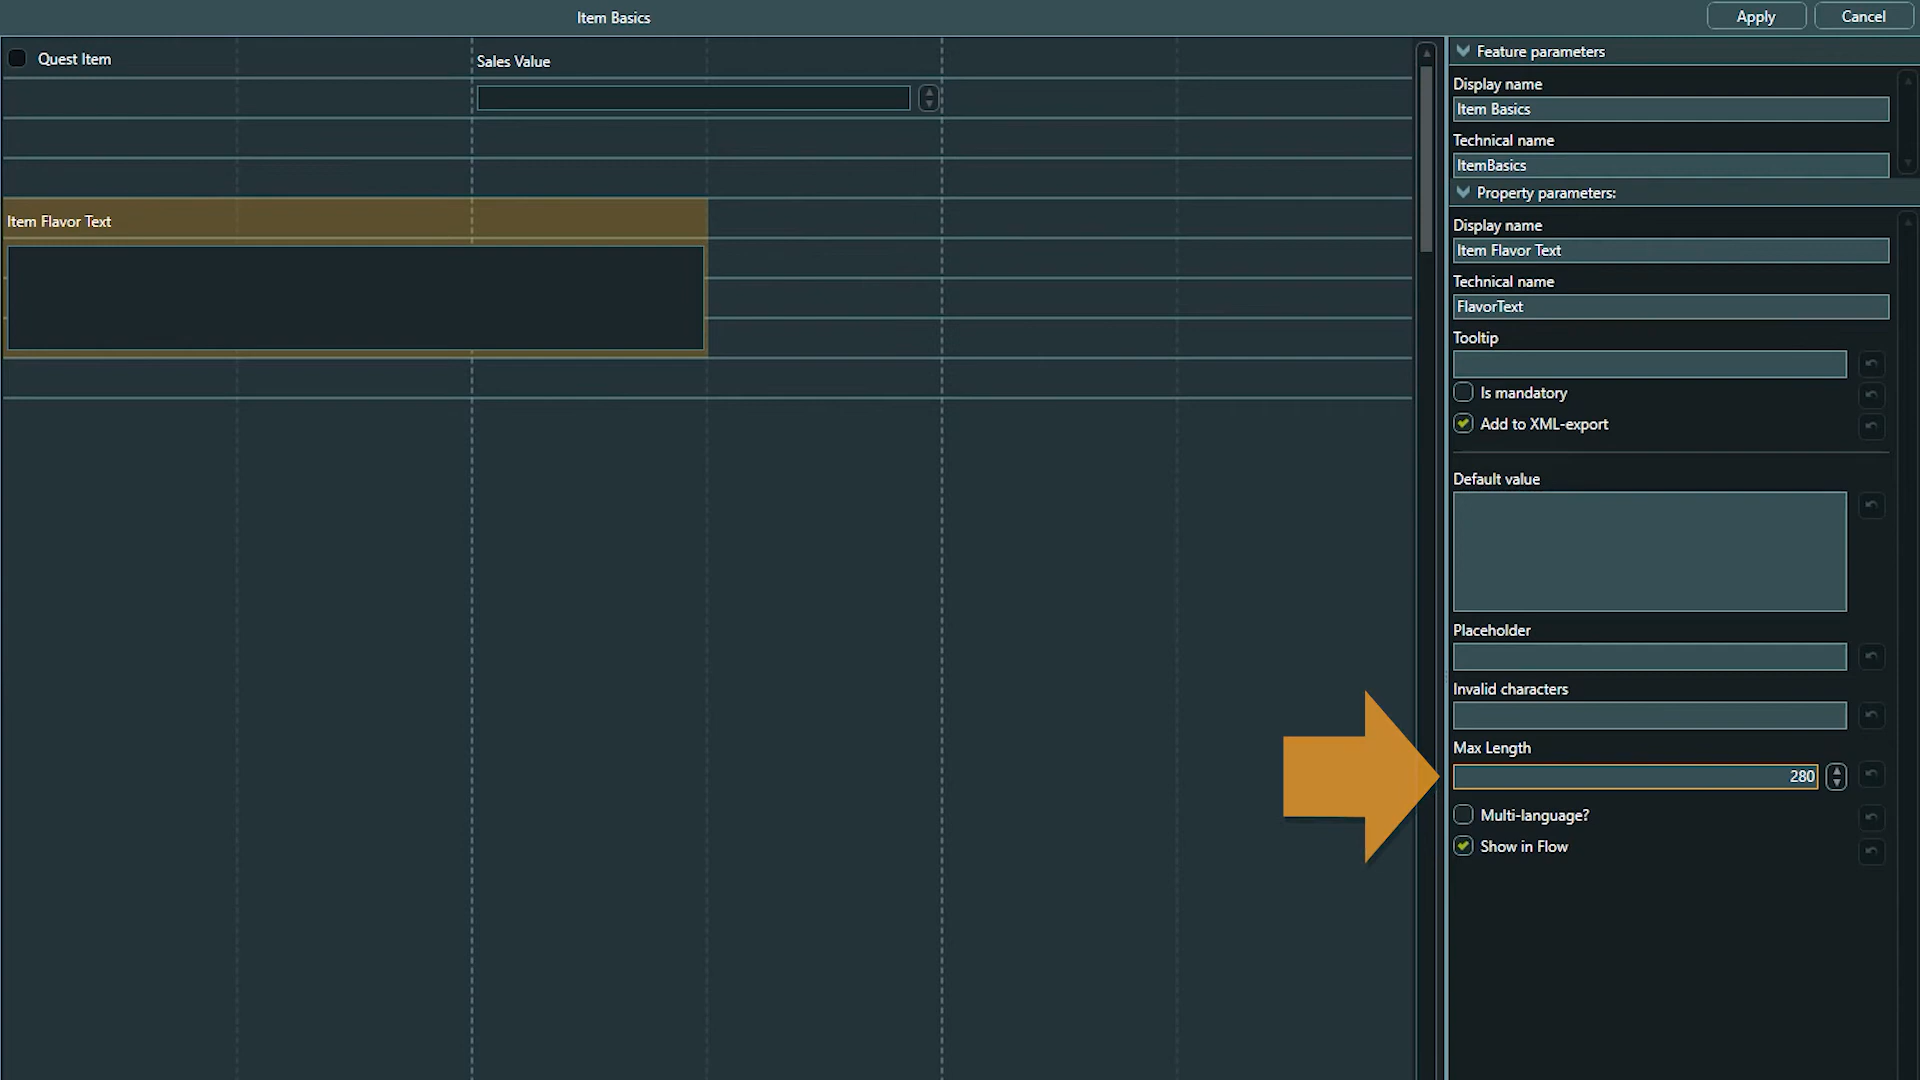 Item Basics
Apply
Cancel
Quest Item
Sales Value
Item Flavor Text
Feature parameters
Display name
Item Basics
Technical name
ItemBasics
Property parameters:
Display name
Item Flavor Text
Technical name
FlavorText
Tooltip
Is mandatory
Add to XML-export
Default value
Placeholder
Invalid characters
Max Length
280
Multi-language?
Show in Flow